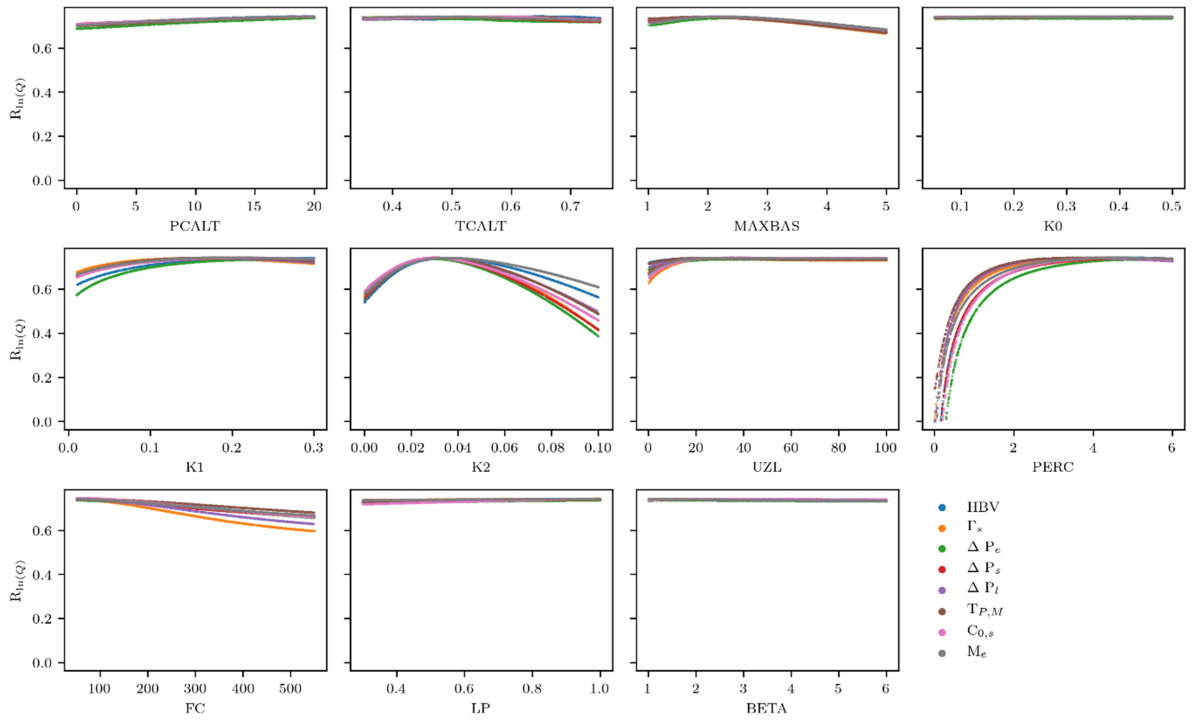 R_ln(Q)
0.6
0.4
0.2
0.0
0 5 10 15 20
PCALT
0.4 0.5 0.6 0.7
TCALT
1 2 3 4 5
MAXBAS
0.1 0.2 0.3 0.4 0.5
K0
R_ln(Q)
0.6
0.4
0.2
0.0
0.0 0.1 0.2 0.3
K1
0.00 0.02 0.04 0.06 0.08 0.10
K2
0 20 40 60 80 100
UZL
0 2 4 6
PERC
R_ln(Q)
0.6
0.4
0.2
0.0
100 200 300 400 500
FC
0.4 0.6 0.8 1.0
LP
1 2 3 4 5 6
BETA
HBV
Γ_s
Δ P_e
Δ P_s
Δ P_l
T_P,M
C_0,s
M_e